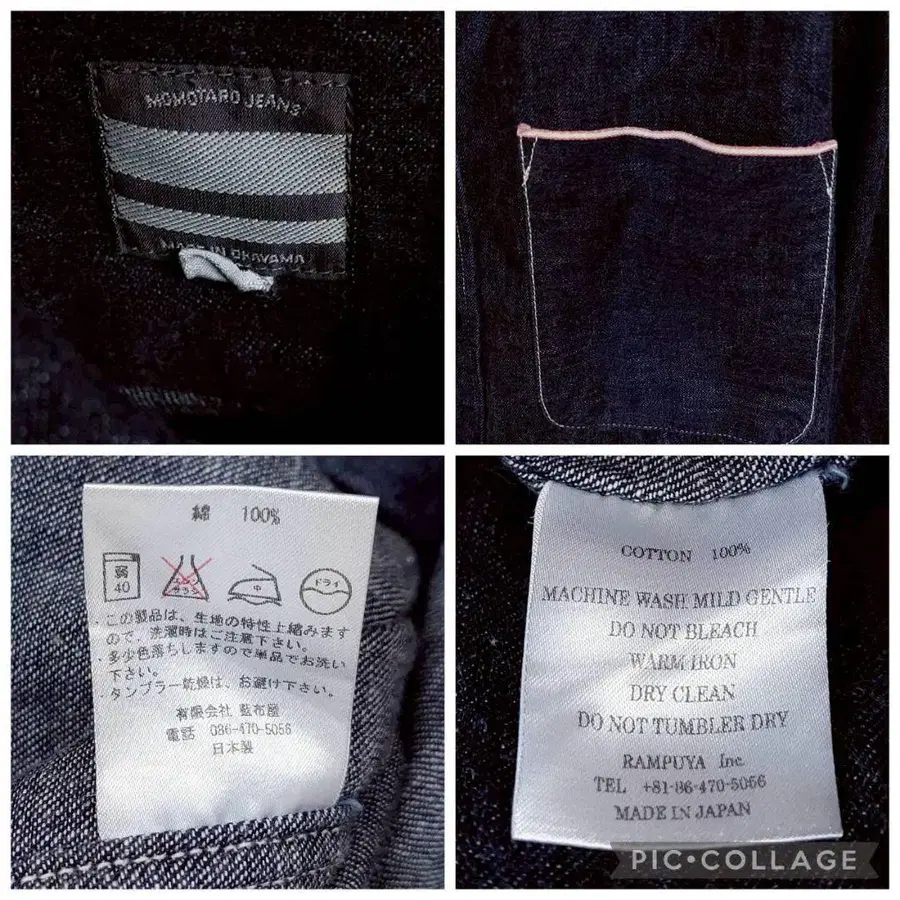 MOMOTARO JEANS
MADE IN OKAYAMA
綿 100%
弱
40
エンソ
サラシ
中
ドライ
・この製品は、生地の特性上縮みます
ので、洗濯時はご注意下さい。
・多少色落ちしますので単品でお洗い
下さい。
・タンブラー乾燥は、お避け下さい。
有限会社 藍布屋
電話 086-470-5056
日本製
COTTON 100%
MACHINE WASH MILD GENTLE
DO NOT BLEACH
WARM IRON
DRY CLEAN
DO NOT TUMBLER DRY
RAMPUYA Inc.
TEL +81-86-470-5056
MADE IN JAPAN
PIC•COLLAGE